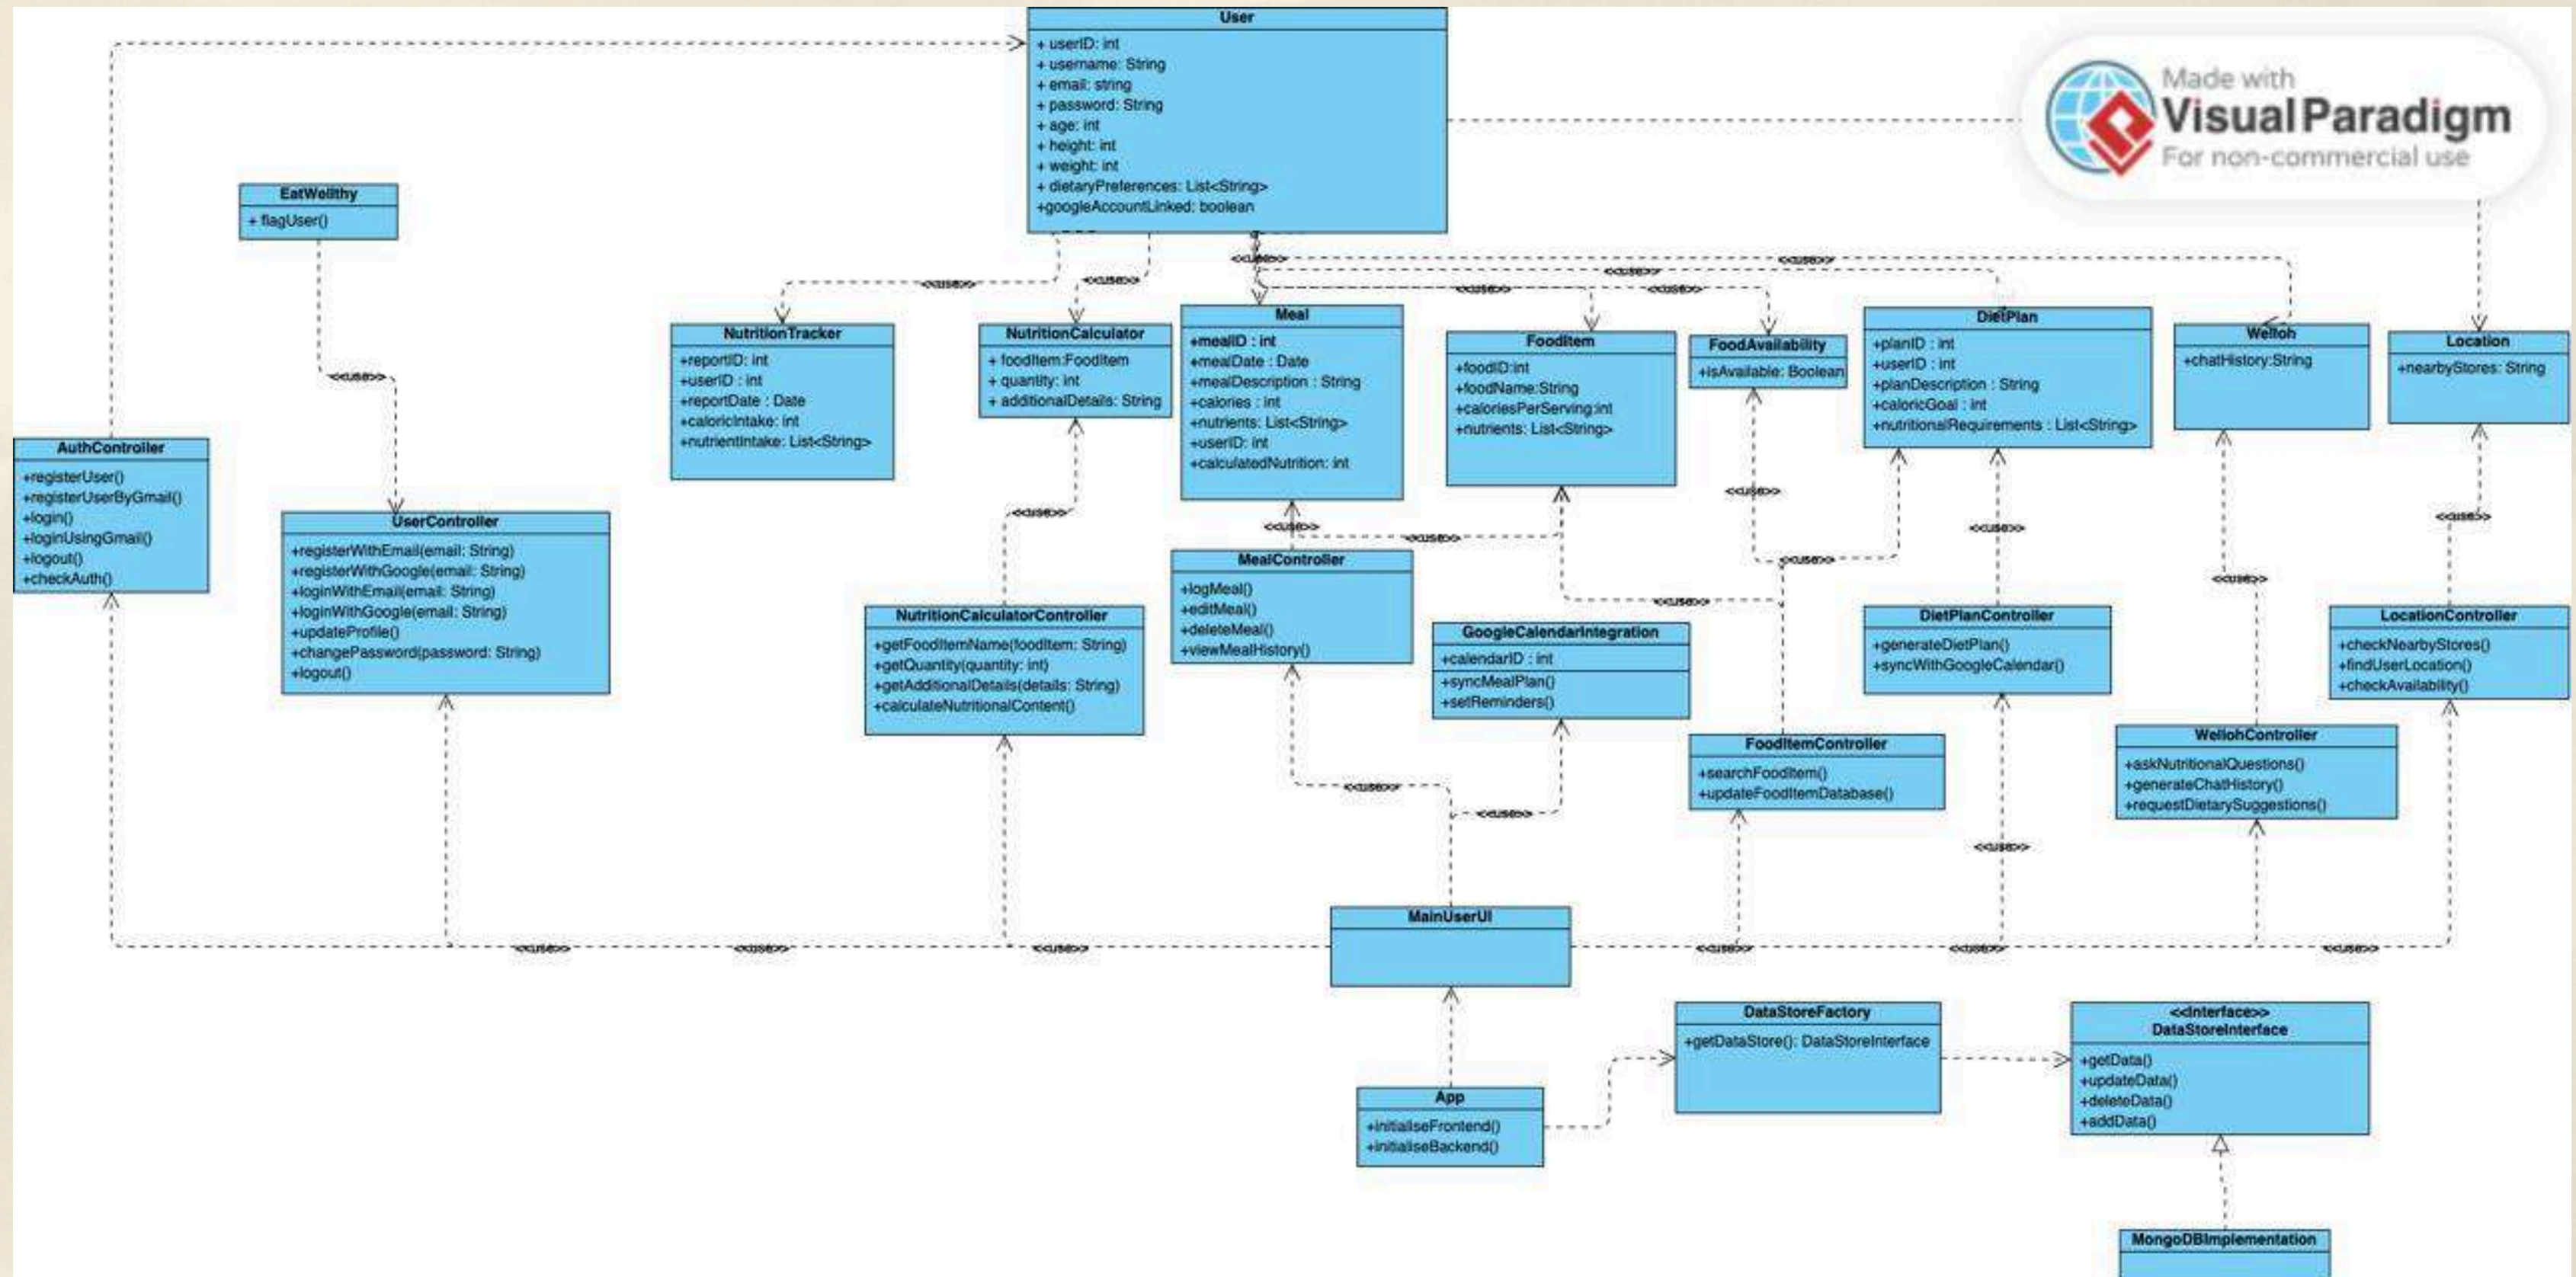 User
+ userID: int
+ username: String
+ email: string
+ password: String
+ age: int
+ height: int
+ weight: int
+ dietaryPreferences: List<String>
+googleAccountLinked: boolean
Made with
Visual Paradigm
For non-commercial use
EatWellthy
+ flagUser()
<<use>>
<<use>>
<<use>>
<<use>>
<<use>>
<<use>>
<<use>>
NutritionTracker
+reportID: int
+userID : int
+reportDate : Date
+caloricIntake: int
+nutrientIntake: List<String>
NutritionCalculator
+ foodItem:FoodItem
+ quantity: int
+ additionalDetails: String
Meal
+mealID : int
+mealDate : Date
+mealDescription : String
+calories : int
+nutrients: List<String>
+userID: int
+calculatedNutrition: int
FoodItem
+foodID:int
+foodName:String
+caloriesPerServing:int
+nutrients: List<String>
FoodAvailability
+isAvailable: Boolean
DietPlan
+planID : int
+userID : int
+planDescription : String
+caloricGoal : int
+nutritionalRequirements : List<String>
Welloh
+chatHistory:String
Location
+nearbyStores: String
<<use>>
AuthController
+registerUser()
+registerUserByGmail()
+login()
+loginUsingGmail()
+logout()
+checkAuth()
UserController
+registerWithEmail(email: String)
+registerWithGoogle(email: String)
+loginWithEmail(email: String)
+loginWithGoogle(email: String)
+updateProfile()
+changePassword(password: String)
+logout()
<<use>>
<<use>>
<<use>>
<<use>>
<<use>>
<<use>>
<<use>>
<<use>>
<<use>>
NutritionCalculatorController
+getFoodItemName(foodItem: String)
+getQuantity(quantity: int)
+getAdditionalDetails(details: String)
+calculateNutritionalContent()
MealController
+logMeal()
+editMeal()
+deleteMeal()
+viewMealHistory()
GoogleCalendarIntegration
+calendarID : int
+syncMealPlan()
+setReminders()
FoodItemController
+searchFoodItem()
+updateFoodItemDatabase()
DietPlanController
+generateDietPlan()
+syncWithGoogleCalendar()
WellohController
+askNutritionalQuestions()
+generateChatHistory()
+requestDietarySuggestions()
LocationController
+checkNearbyStores()
+findUserLocation()
+checkAvailability()
<<use>>
<<use>>
<<use>>
MainUserUI
<<use>>
<<use>>
<<use>>
<<use>>
<<use>>
<<use>>
App
+initialiseFrontend()
+initialiseBackend()
DataStoreFactory
+getDataStore(): DataStoreInterface
<<Interface>>
DataStoreInterface
+getData()
+updateData()
+deleteData()
+addData()
MongoDBImplementation